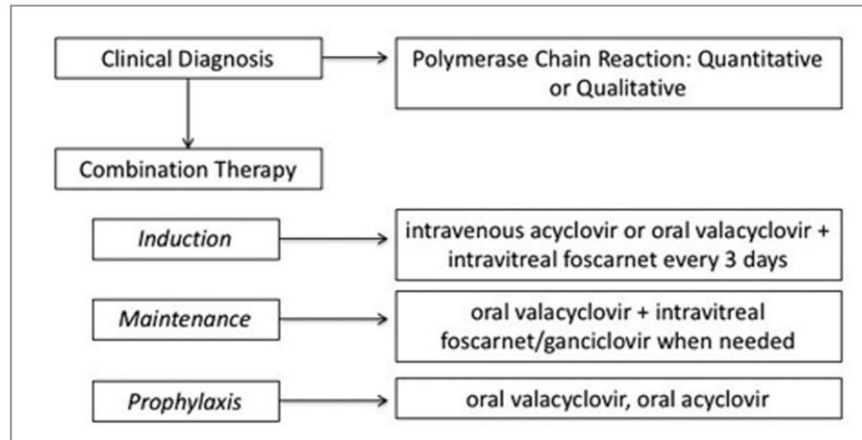 Clinical Diagnosis
Polymerase Chain Reaction: Quantitative
or Qualitative
Combination Therapy
Induction
intravenous acyclovir or oral valacyclovir +
intravitreal foscarnet every 3 days
Maintenance
oral valacyclovir + intravitreal
foscarnet/ganciclovir when needed
Prophylaxis
oral valacyclovir, oral acyclovir